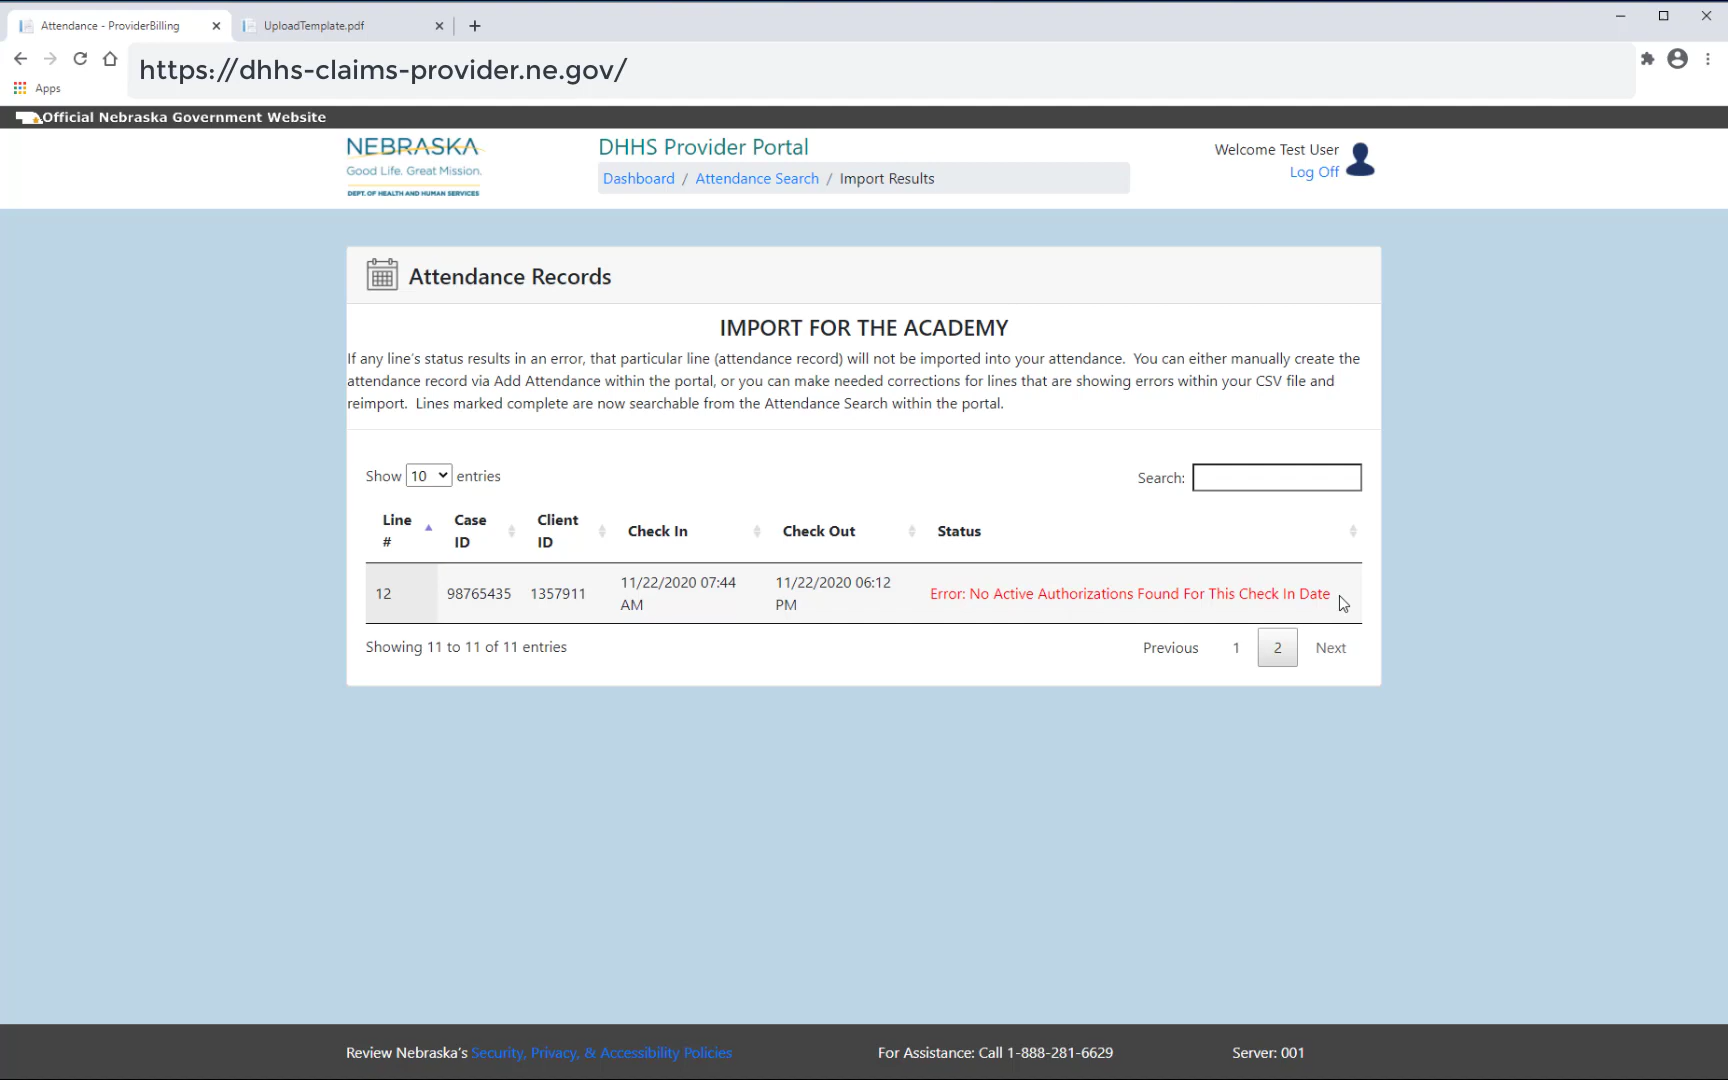 Attendance - ProviderBilling
UploadTemplate.pdf
https://dhhs-claims-provider.ne.gov/
Apps
Official Nebraska Government Website
NEBRASKA
Good Life. Great Mission.
DEPT. OF HEALTH AND HUMAN SERVICES
DHHS Provider Portal
Dashboard / Attendance Search / Import Results
Welcome Test User
Log Off
Attendance Records
IMPORT FOR THE ACADEMY
If any line's status results in an error, that particular line (attendance record) will not be imported into your attendance. You can either manually create the
attendance record via Add Attendance within the portal, or you can make needed corrections for lines that are showing errors within your CSV file and
reimport. Lines marked complete are now searchable from the Attendance Search within the portal.
Show 10 entries
Search:
Line # Case ID Client ID Check In Check Out Status
12 98765435 1357911 11/22/2020 07:44 AM 11/22/2020 06:12 PM Error: No Active Authorizations Found For This Check In Date
Showing 11 to 11 of 11 entries
Previous 1 2 Next
Review Nebraska's Security, Privacy, & Accessibility Policies
For Assistance: Call 1-888-281-6629
Server: 001